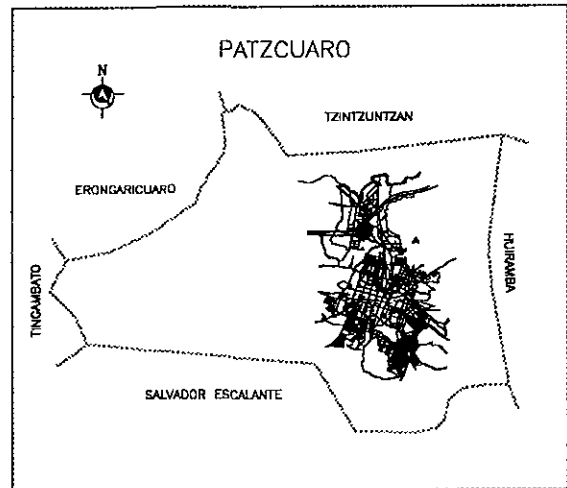 PATZCUARO
N
TZINTZUNTZAN
ERONGARICUARO
HUIRAMBA
TINGAMBATO
SALVADOR ESCALANTE